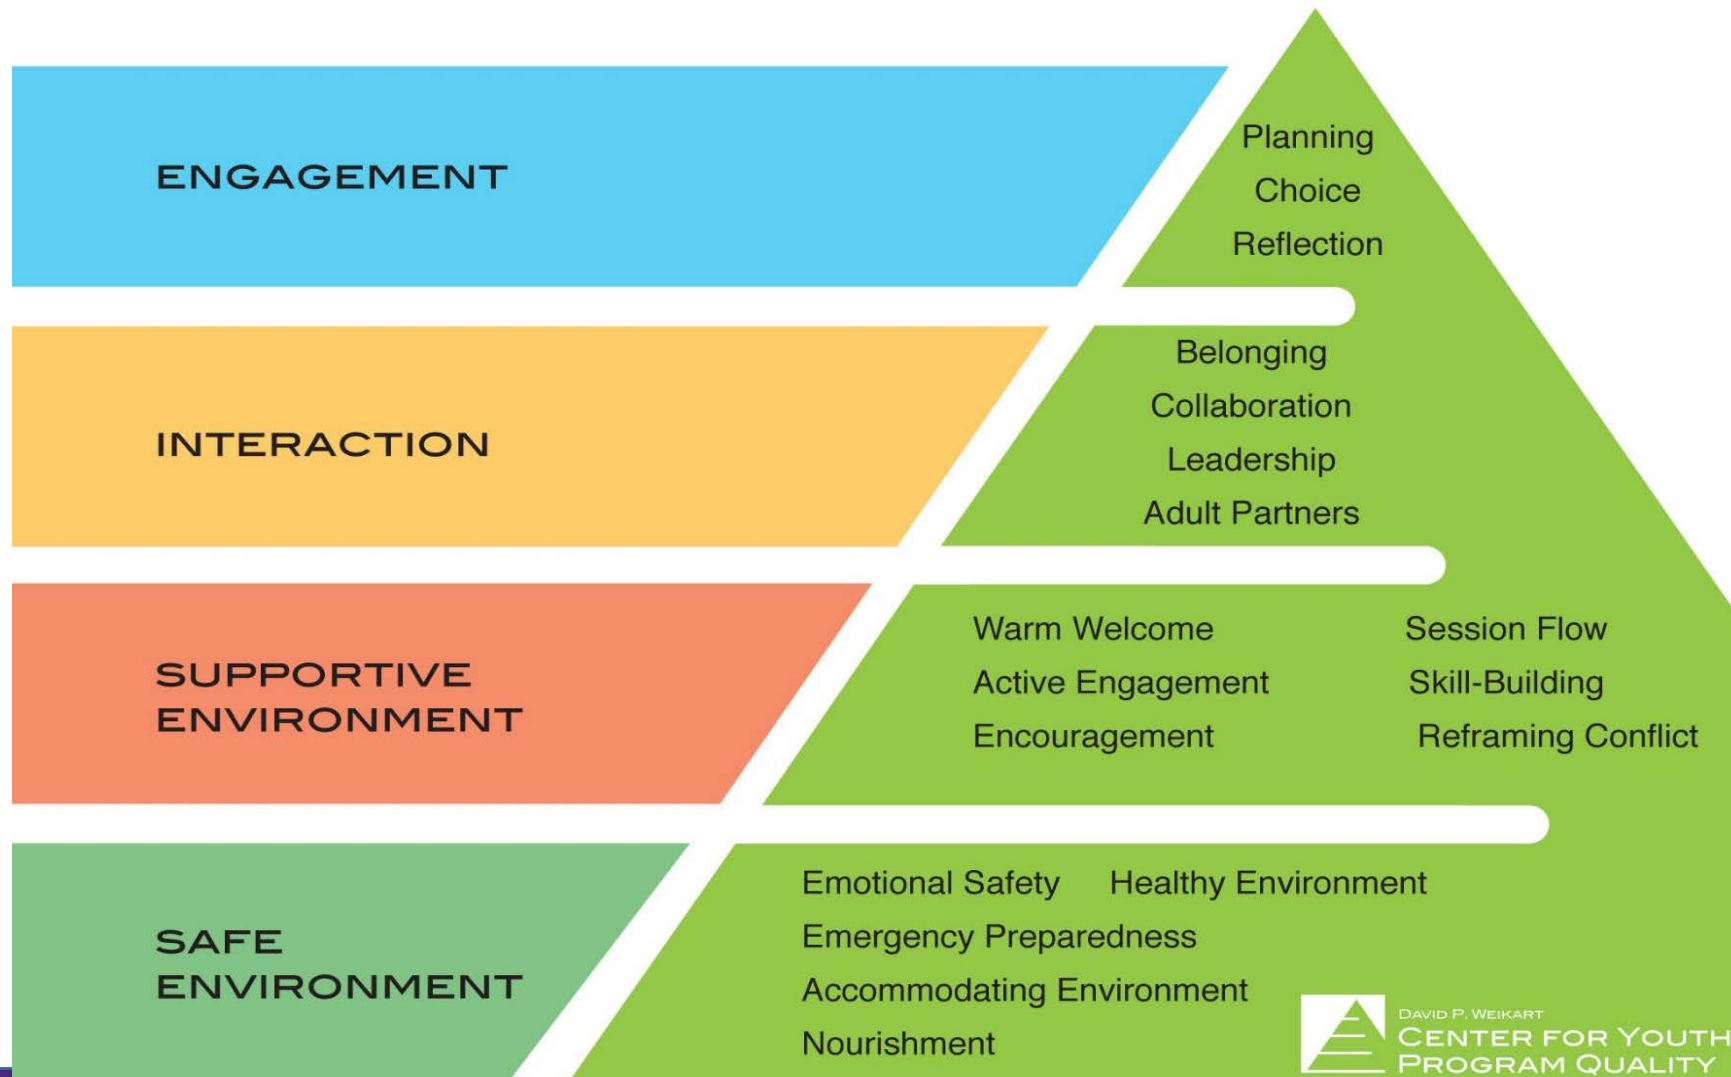 ENGAGEMENT
Planning
Choice
Reflection
INTERACTION
Belonging
Collaboration
Leadership
Adult Partners
SUPPORTIVE
ENVIRONMENT
Warm Welcome
Active Engagement
Encouragement
Session Flow
Skill-Building
Reframing Conflict
SAFE
ENVIRONMENT
Emotional Safety Healthy Environment
Emergency Preparedness
Accommodating Environment
Nourishment
DAVID P. WEIKART
CENTER FOR YOUTH
PROGRAM QUALITY